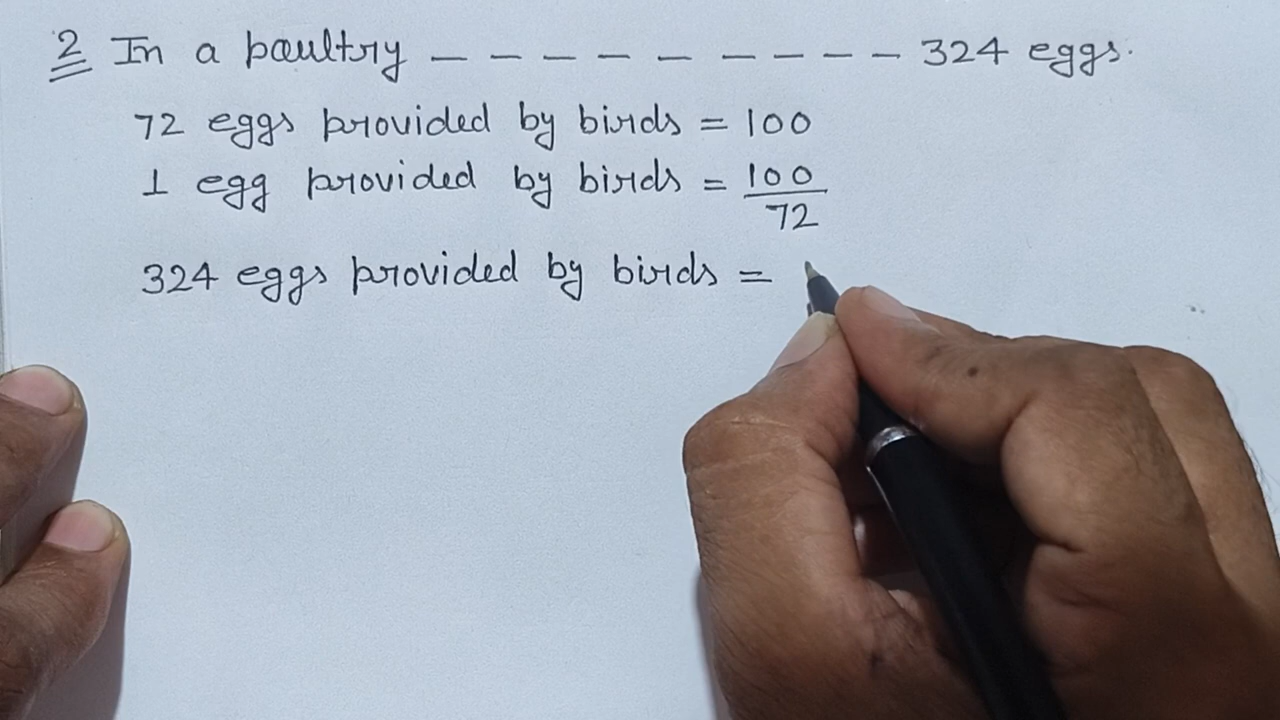 2 In a paultry — — — — — — — — — 324 eggs.
72 eggs provided by birds = 100
1 egg provided by birds = 100/72
324 eggs provided by birds =